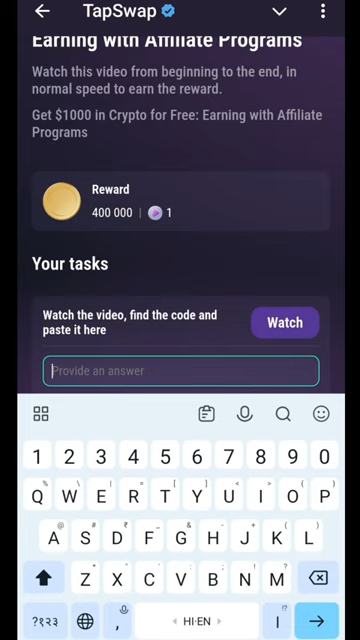 TapSwap
Earning with Affiliate Programs
Watch this video from beginning to the end, in
normal speed to earn the reward.
Get $1000 in Crypto for Free: Earning with Affiliate
Programs
Reward
400 000 | 1
Your tasks
Watch the video, find the code and
paste it here
Watch
Provide an answer
1 2 3 4 5 6 7 8 9 0
% ^ ~ | [ ] < > { }
Q W E R T Y U I O P
@ # ₹ _ & - + ( )
A S D F G H J K L
* " ' : ; ! ?
Z X C V B N M
?१२३ , HI·EN । !?